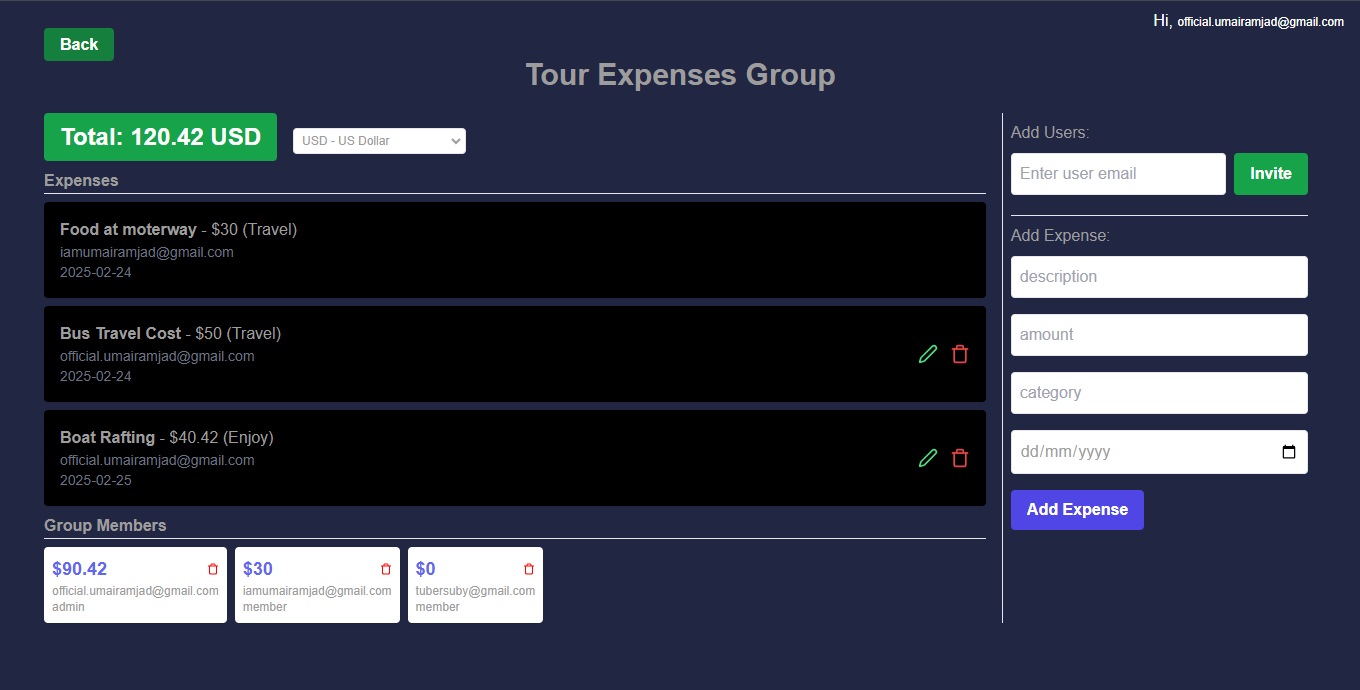 Hi, official.umairamjad@gmail.com
Back
Tour Expenses Group
Total: 120.42 USD
USD - US Dollar
Expenses
Food at moterway - $30 (Travel)
iamumairamjad@gmail.com
2025-02-24
Bus Travel Cost - $50 (Travel)
official.umairamjad@gmail.com
2025-02-24
Boat Rafting - $40.42 (Enjoy)
official.umairamjad@gmail.com
2025-02-25
Group Members
$90.42
official.umairamjad@gmail.com
admin
$30
iamumairamjad@gmail.com
member
$0
tubersuby@gmail.com
member
Add Users:
Enter user email
Invite
Add Expense:
description
amount
category
dd/mm/yyyy
Add Expense